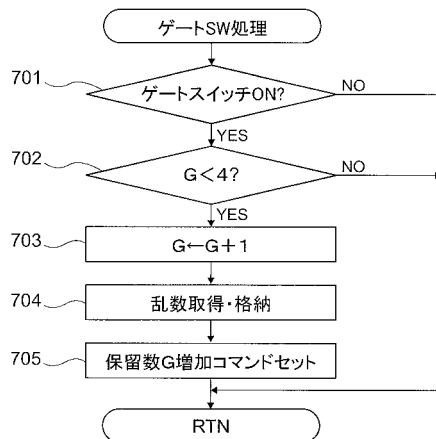 ゲートSW処理
701
ゲートスイッチON?
NO
YES
702
G<4?
NO
YES
703
G←G+1
704
乱数取得・格納
705
保留数G増加コマンドセット
RTN